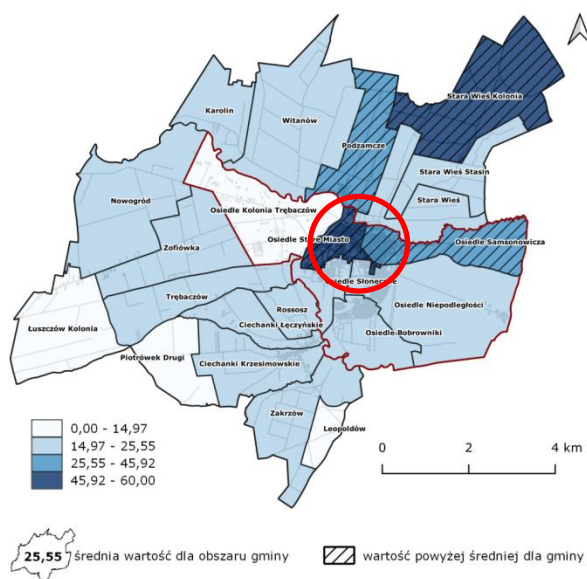 Karolin
Witanów
Stara Wieś Kolonia
Podzamcze
Stara Wieś Stasin
Nowogród
Stara Wieś
Osiedle Kolonia Trębaczów
Osiedle Stare Miasto
Osiedle Samsonowicza
Zofiówka
Osiedle Słoneczne
Trębaczów
Osiedle Niepodległości
Rossosz
Łuszczów Kolonia
Ciechanki Łęczyńskie
Osiedle Bobrowniki
Piotrówek Drugi
Ciechanki Krzesimowskie
Zakrzów
Leopoldów
0,00 - 14,97
14,97 - 25,55
25,55 - 45,92
45,92 - 60,00
0 2 4 km
25,55 średnia wartość dla obszaru gminy
wartość powyżej średniej dla gminy